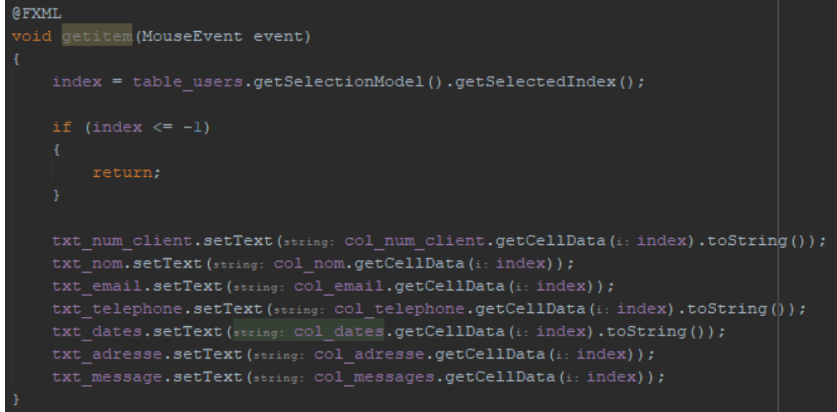 @FXML
void getitem(MouseEvent event)
{
index = table_users.getSelectionModel().getSelectedIndex();
if (index <= -1)
{
return;
}
txt_num_client.setText(string: col_num_client.getCellData(i: index).toString());
txt_nom.setText(string: col_nom.getCellData(i: index));
txt_email.setText(string: col_email.getCellData(i: index));
txt_telephone.setText(string: col_telephone.getCellData(i: index).toString());
txt_dates.setText(string: col_dates.getCellData(i: index).toString());
txt_adresse.setText(string: col_adresse.getCellData(i: index));
txt_message.setText(string: col_messages.getCellData(i: index));
}